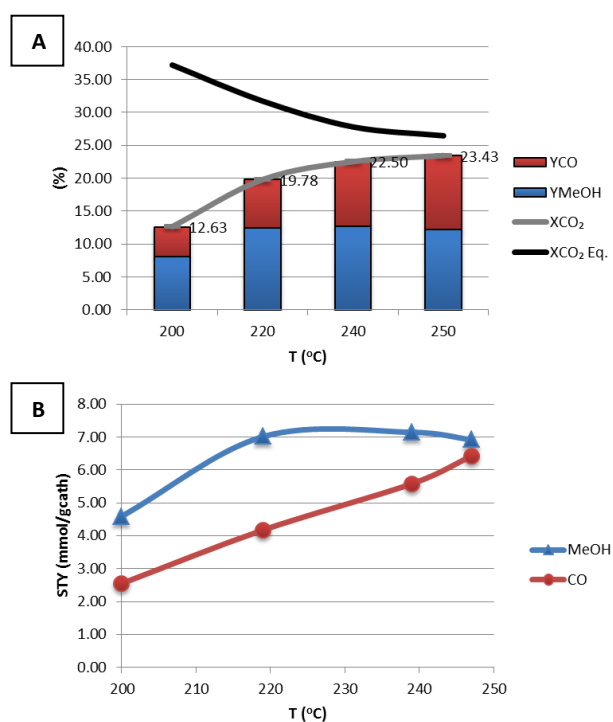 A
40.00
35.00
30.00
25.00
20.00
15.00
10.00
5.00
0.00
(%)
12.63
19.78
22.50
23.43
200 220 240 250
T (°C)
YCO
YMeOH
XCO₂
XCO₂ Eq.
B
8.00
7.00
6.00
5.00
4.00
3.00
2.00
1.00
0.00
STY (mmol/gcath)
200 210 220 230 240 250
T (°C)
MeOH
CO